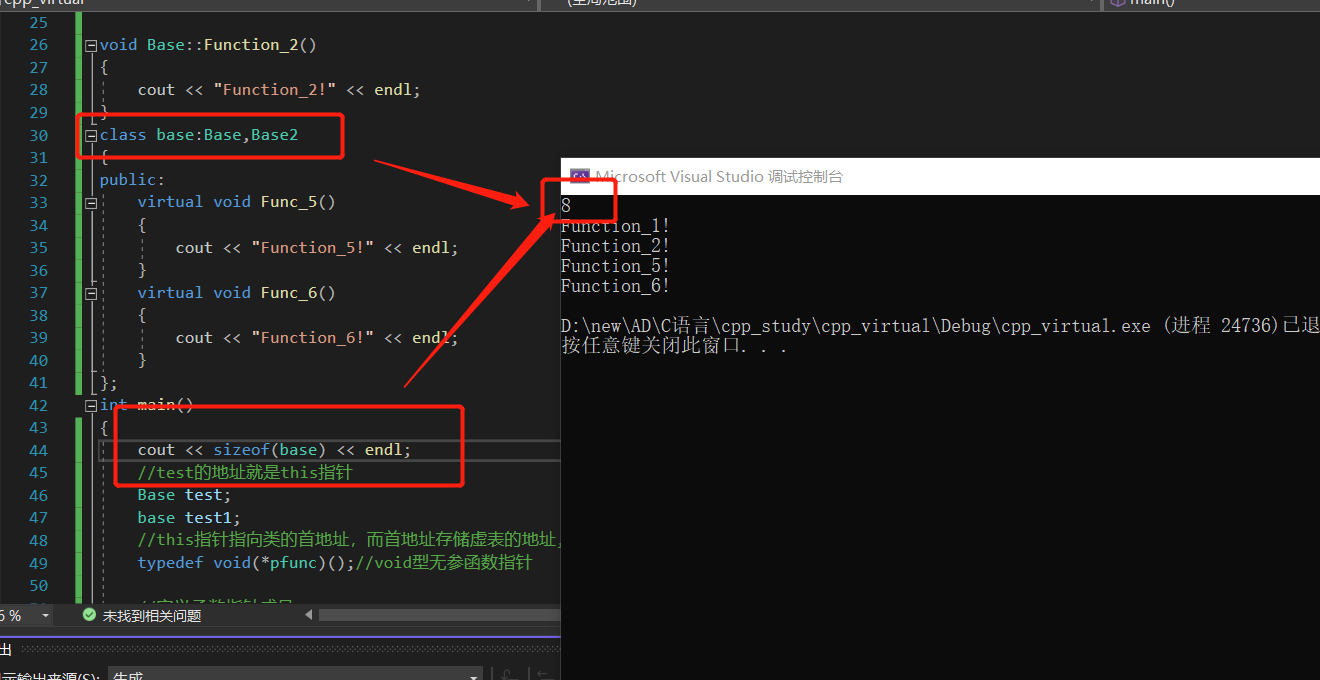 cpp_virtual
(全局范围)
main()
25
26 void Base::Function_2()
27 {
28 cout << "Function_2!" << endl;
29 }
30 class base:Base,Base2
31 {
32 public:
33 virtual void Func_5()
34 {
35 cout << "Function_5!" << endl;
36 }
37 virtual void Func_6()
38 {
39 cout << "Function_6!" << endl;
40 }
41 };
42 int main()
43 {
44 cout << sizeof(base) << endl;
45 //test的地址就是this指针
46 Base test;
47 base test1;
48 //this指针指向类的首地址，而首地址存储虚表的地址，
49 typedef void(*pfunc)();//void型无参函数指针
50
6 %
未找到相关问题
出
示输出来源(S): 生成
Microsoft Visual Studio 调试控制台
8
Function_1!
Function_2!
Function_5!
Function_6!
D:\new\AD\C语言\cpp_study\cpp_virtual\Debug\cpp_virtual.exe (进程 24736)已退
按任意键关闭此窗口. . .